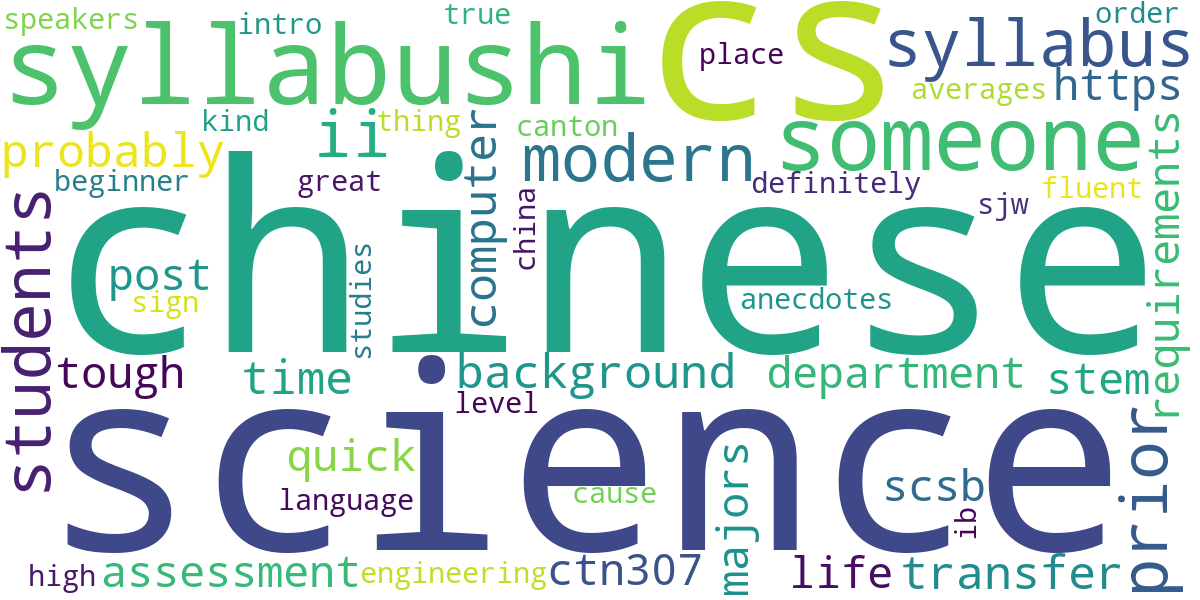 speakers
intro
true
cs
order
syllabushi
place
syllabus
averages
https
kind
ii
thing
computer
canton
someone
probably
modern
requirements
beginner
great
definitely
fluent
students
chinese
china
sjw
post
sign
studies
anecdotes
tough
time
background
department
stem
level
science
prior
quick
language
cause
majors
scsb
ib
high
assessment
engineering
ctn307
life
transfer